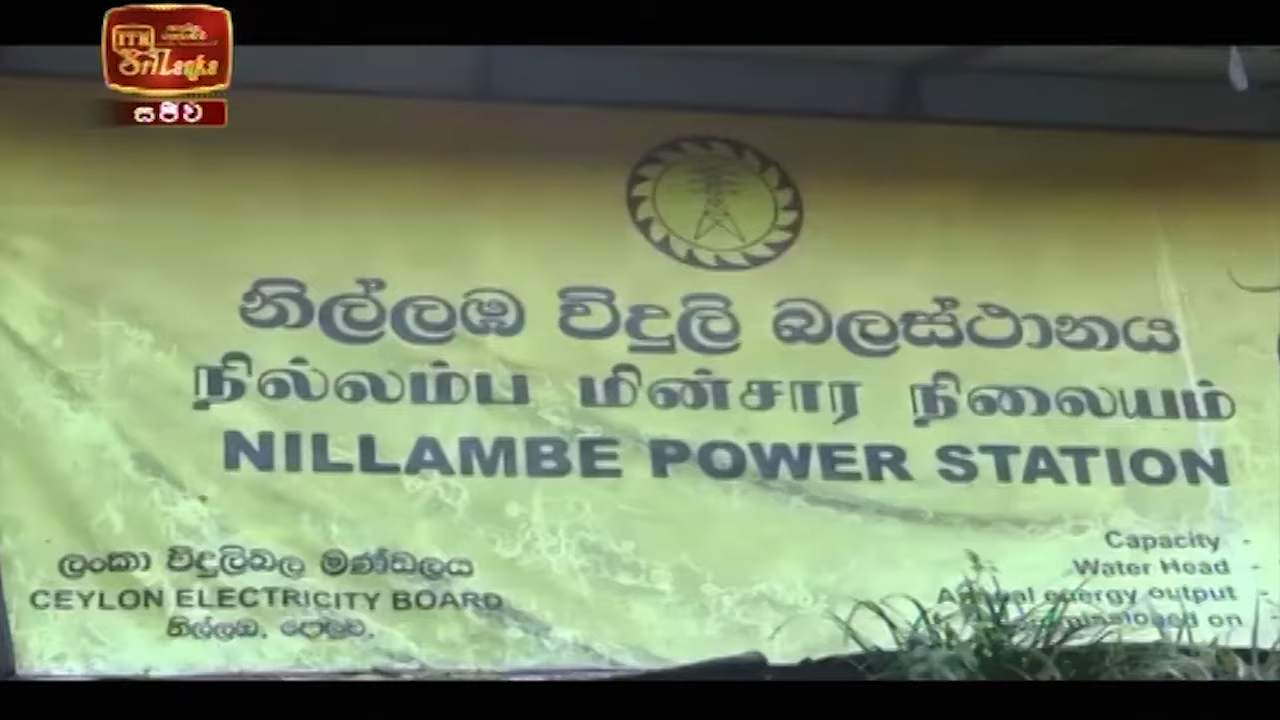 ITN
SriLanka
සජීව
නිල්ලඹ විදුලි බලස්ථානය
நில்லம்ப மின்சார நிலையம்
NILLAMBE POWER STATION
ලංකා විදුලිබල මණ්ඩලය
CEYLON ELECTRICITY BOARD
නිල්ලඹ,
Capacity -
Water Head -
energy output -
on -